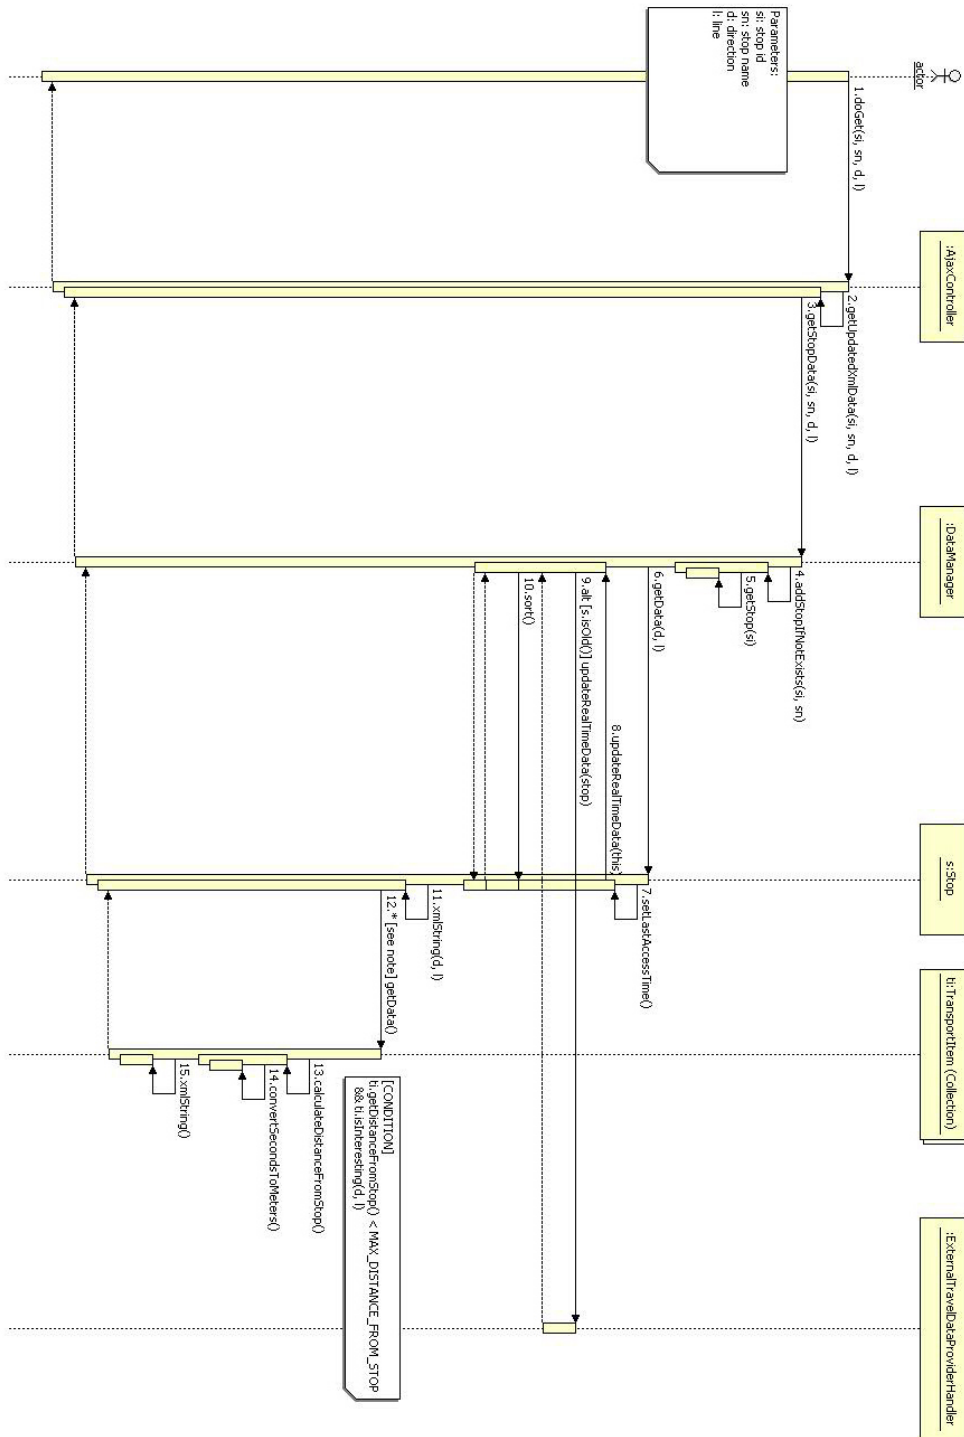 actor
:AjaxController
:DataManager
s:Stop
ti:TransportItem (Collection)
:ExternalTravelDataProviderHandler
1.doGet(si, sn, d, l)
2.getUpdatedXmlData(si, sn, d, l)
3.getStopData(si, sn, d, l)
4.addStopIfNotExists(si, sn)
Parameters:
si: stop id
sn: stop name
d: direction
l: line
5.getStop(si)
6.getData(d, l)
7.setLastAccessTime()
8.updateRealTimeData(this)
9.alt [s.isOld()] updateRealTimeData(stop)
10.sort()
11.xmlString(d, l)
12.* [see note] getData()
[CONDITION]
ti.getDistanceFromStop() < MAX_DISTANCE_FROM_STOP
&& ti.isInteresting(d, l)
13.calculateDistanceFromStop()
14.convertSecondsToMeters()
15.xmlString()